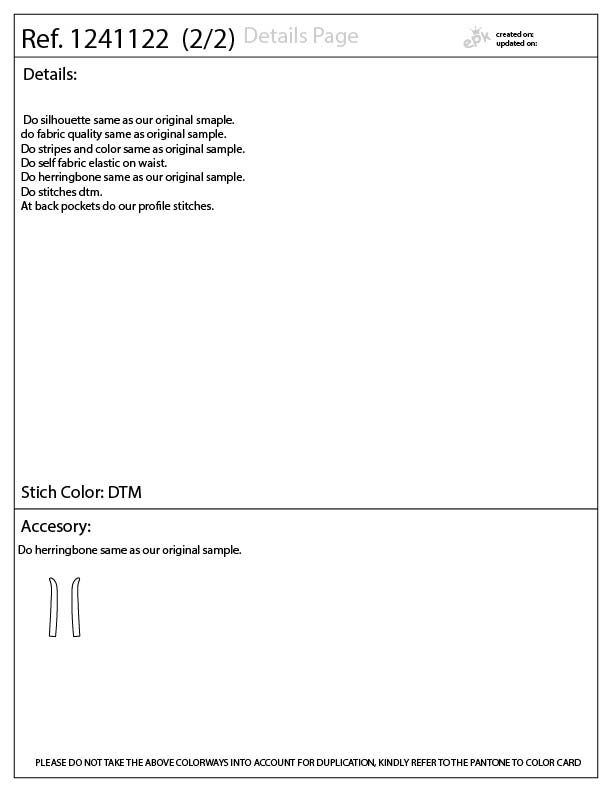 Ref. 1241122 (2/2) Details Page
epk
created on:
updated on:
Details:
Do silhouette same as our original smaple.
do fabric quality same as original sample.
Do stripes and color same as original sample.
Do self fabric elastic on waist.
Do herringbone same as our original sample.
Do stitches dtm.
At back pockets do our profile stitches.
Stich Color: DTM
Accesory:
Do herringbone same as our original sample.
PLEASE DO NOT TAKE THE ABOVE COLORWAYS INTO ACCOUNT FOR DUPLICATION, KINDLY REFER TO THE PANTONE TO COLOR CARD